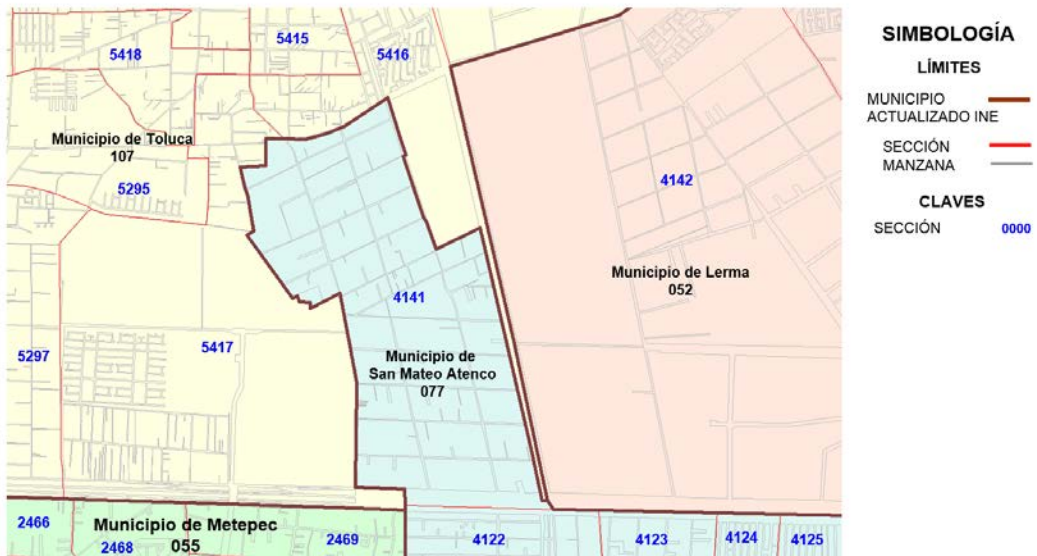 5415
5418
5416
Municipio de Toluca
107
5295
4142
4141
Municipio de Lerma
052
5297
5417
Municipio de
San Mateo Atenco
077
2466
Municipio de Metepec
055
2468
2469
4122
4123
4124
4125
SIMBOLOGÍA
LÍMITES
MUNICIPIO
ACTUALIZADO INE
SECCIÓN
MANZANA
CLAVES
SECCIÓN 0000